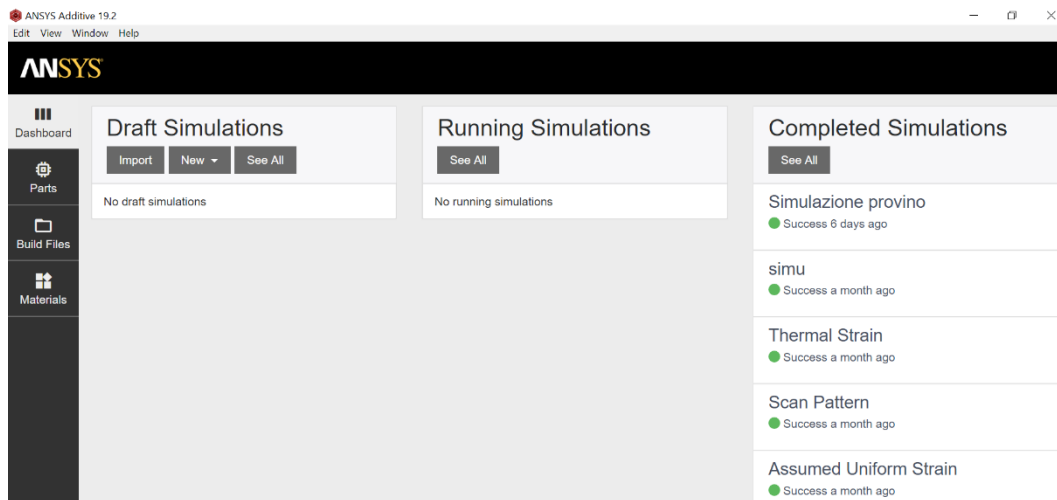 ANSYS Additive 19.2
Edit View Window Help
ANSYS
Dashboard
Parts
Build Files
Materials
Draft Simulations
Import New See All
No draft simulations
Running Simulations
See All
No running simulations
Completed Simulations
See All
Simulazione provino
Success 6 days ago
simu
Success a month ago
Thermal Strain
Success a month ago
Scan Pattern
Success a month ago
Assumed Uniform Strain
Success a month ago